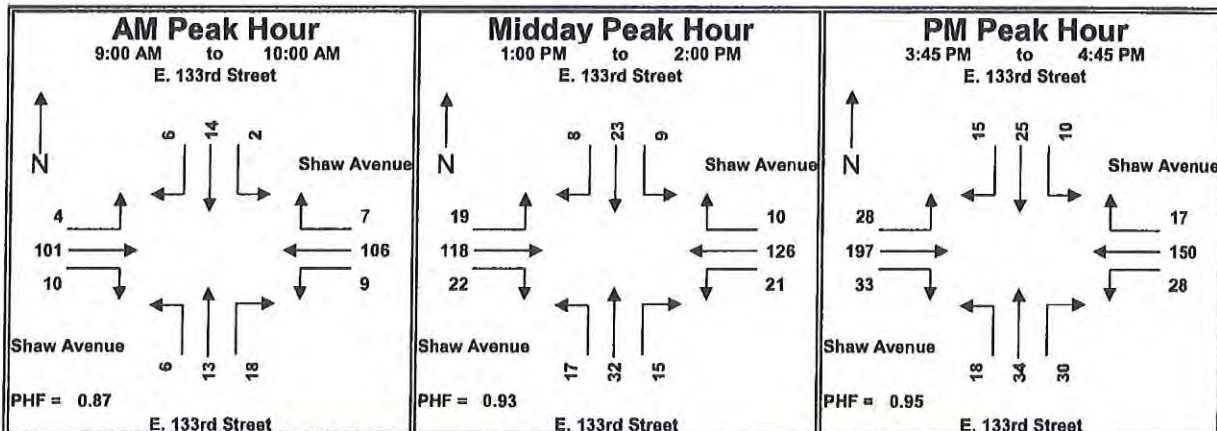 AM Peak Hour
9:00 AM to 10:00 AM
E. 133rd Street
6 14 2
N
Shaw Avenue
4 7
101 106
10 9
Shaw Avenue
6 13 18
PHF = 0.87
E. 133rd Street
Midday Peak Hour
1:00 PM to 2:00 PM
E. 133rd Street
8 23 9
N
Shaw Avenue
19 10
118 126
22 21
Shaw Avenue
17 32 15
PHF = 0.93
E. 133rd Street
PM Peak Hour
3:45 PM to 4:45 PM
E. 133rd Street
15 25 10
N
Shaw Avenue
28 17
197 150
33 28
Shaw Avenue
18 34 30
PHF = 0.95
E. 133rd Street